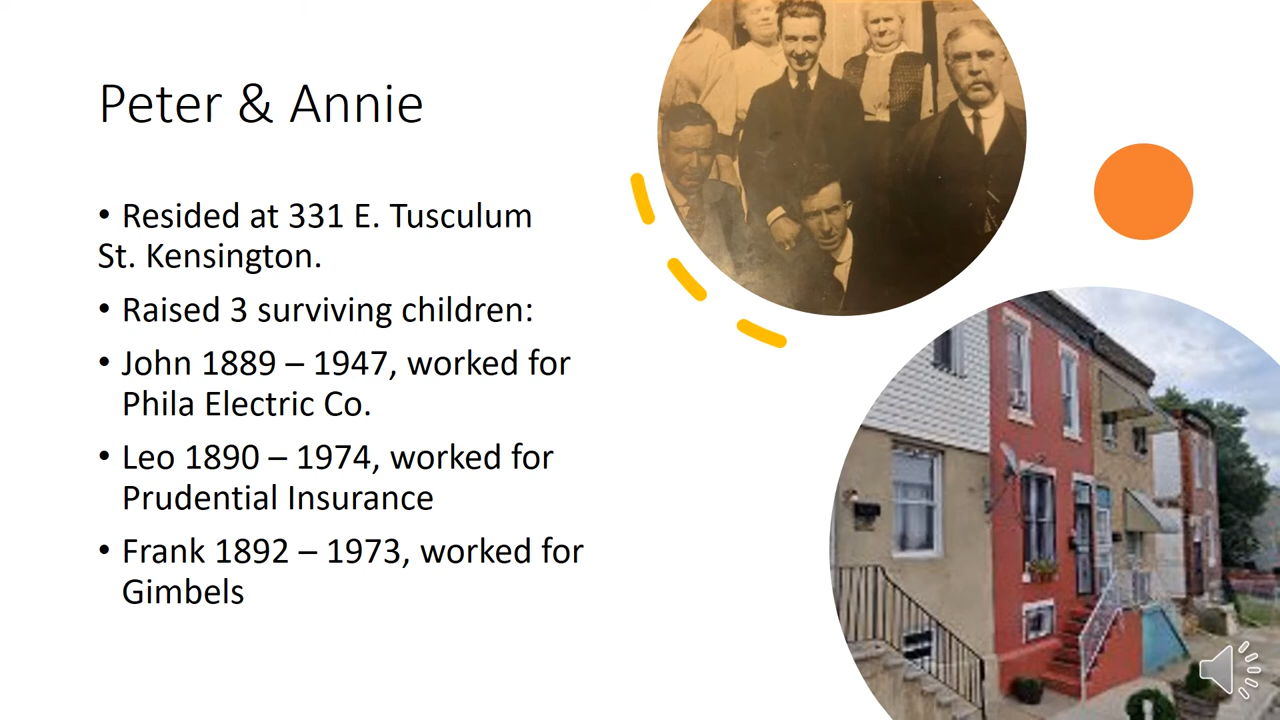 Peter & Annie
• Resided at 331 E. Tusculum
St. Kensington.
• Raised 3 surviving children:
• John 1889 – 1947, worked for
Phila Electric Co.
• Leo 1890 – 1974, worked for
Prudential Insurance
• Frank 1892 – 1973, worked for
Gimbels